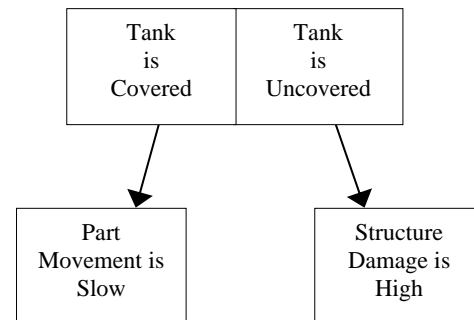 Tank
is
Covered
Tank
is
Uncovered
Part
Movement is
Slow
Structure
Damage is
High